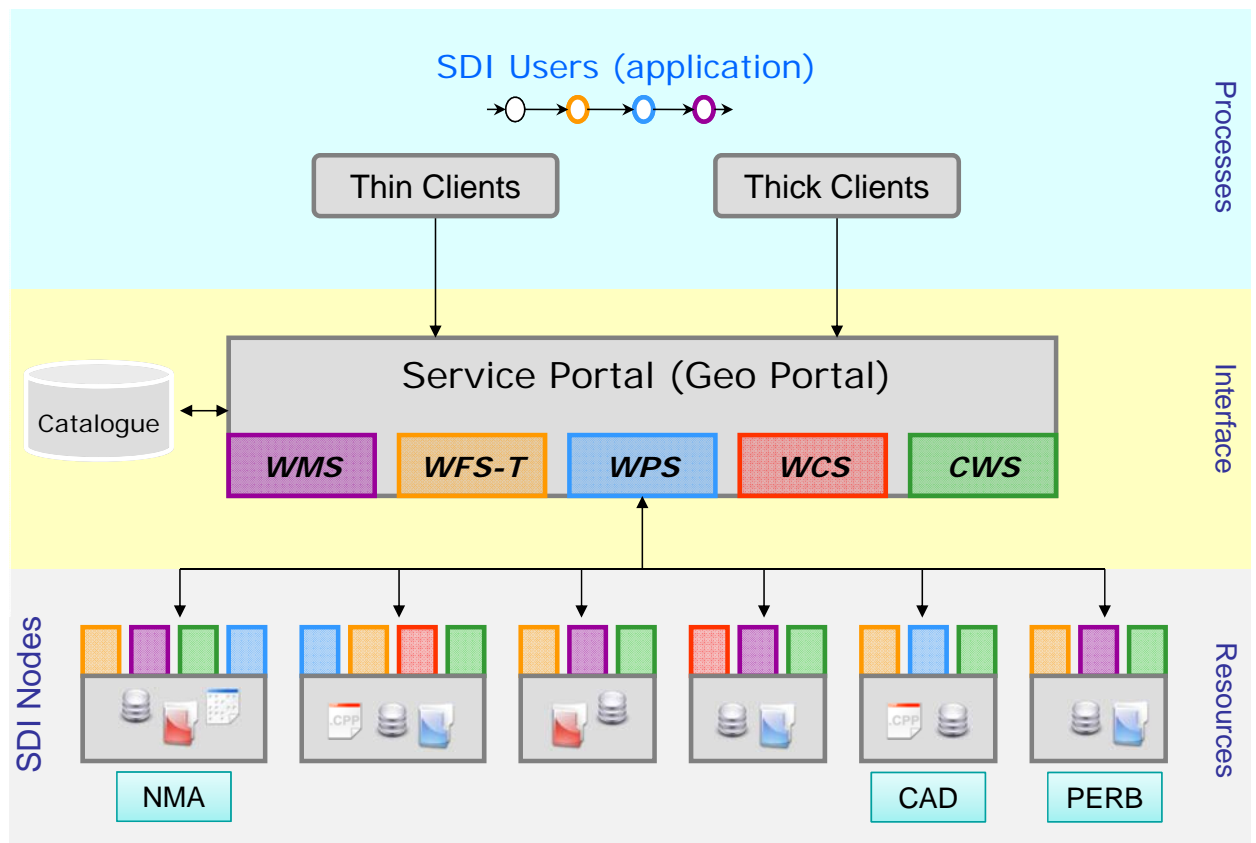 SDI Users (application)
Processes
Thin Clients
Thick Clients
Service Portal (Geo Portal)
Interface
Catalogue
WMS
WFS-T
WPS
WCS
CWS
SDI Nodes
Resources
.CPP
.CPP
NMA
CAD
PERB